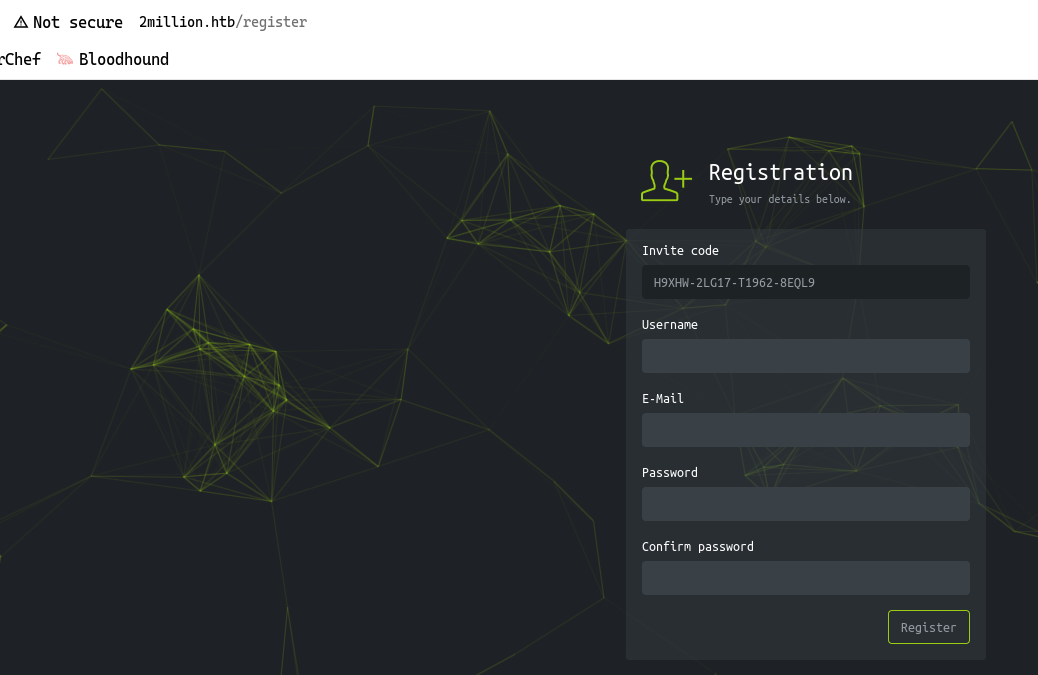 Not secure 2million.htb/register
rChef Bloodhound
Registration
Type your details below.
Invite code
H9XHW-2LG17-T1962-8EQL9
Username
E-Mail
Password
Confirm password
Register